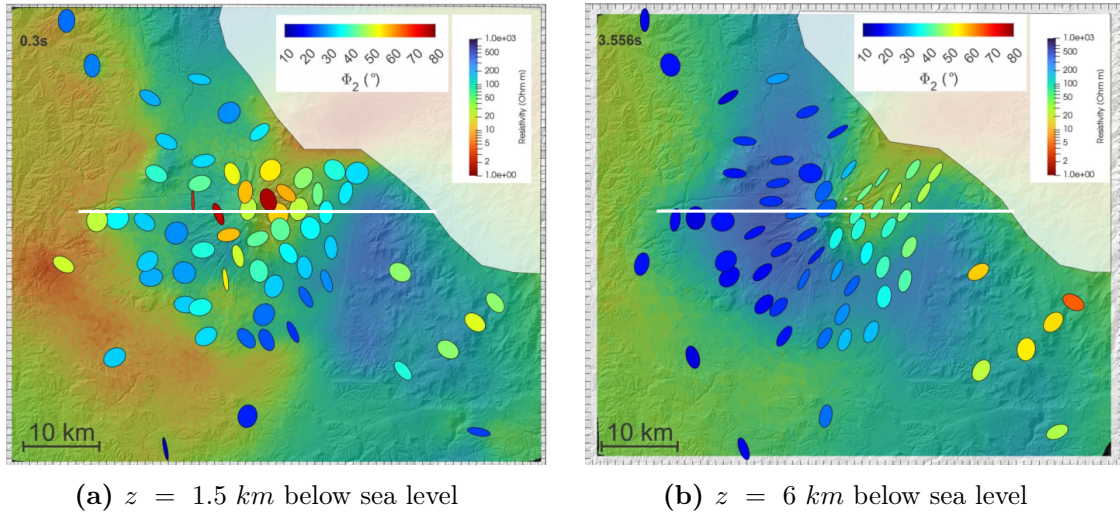 0.3s
10 20 30 40 50 60 70 80
Φ₂ (°)
Resistivity (Ohm m)
1.0e+03
500
200
100
50
20
10
5
2
1.0e+00
10 km
(a) z = 1.5 km below sea level
3.556s
10 20 30 40 50 60 70 80
Φ₂ (°)
Resistivity (Ohm m)
1.0e+03
500
200
100
50
20
10
5
2
1.0e+00
10 km
(b) z = 6 km below sea level